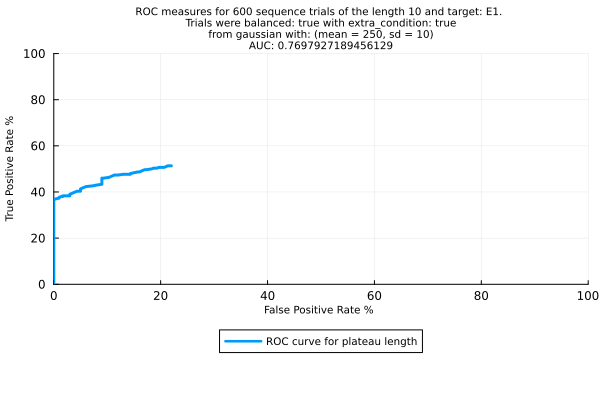 ROC measures for 600 sequence trials of the length 10 and target: E1.
Trials were balanced: true with extra_condition: true
from gaussian with: (mean = 250, sd = 10)
AUC: 0.7697927189456129
100
80
60
40
20
0
True Positive Rate %
0 20 40 60 80 100
False Positive Rate %
ROC curve for plateau length